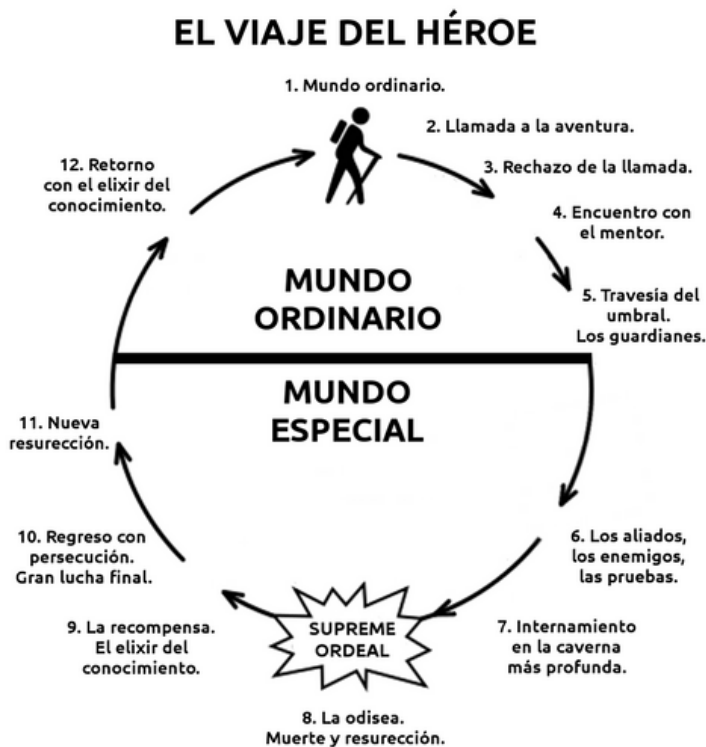 EL VIAJE DEL HÉROE
1. Mundo ordinario.
2. Llamada a la aventura.
3. Rechazo de la llamada.
4. Encuentro con
el mentor.
5. Travesía del
umbral.
Los guardianes.
12. Retorno
con el elixir del
conocimiento.
MUNDO
ORDINARIO
MUNDO
ESPECIAL
6. Los aliados,
los enemigos,
las pruebas.
7. Internamiento
en la caverna
más profunda.
SUPREME
ORDEAL
8. La odisea.
Muerte y resurección.
9. La recompensa.
El elixir del
conocimiento.
10. Regreso con
persecución.
Gran lucha final.
11. Nueva
resurección.